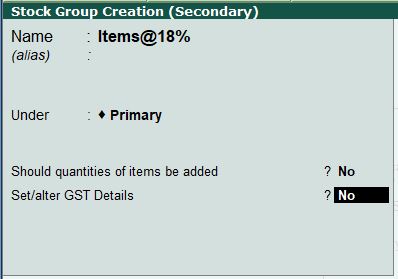 Stock Group Creation (Secondary)
Name : Items@18%
(alias) :
Under : ♦ Primary
Should quantities of items be added ? No
Set/alter GST Details ? No